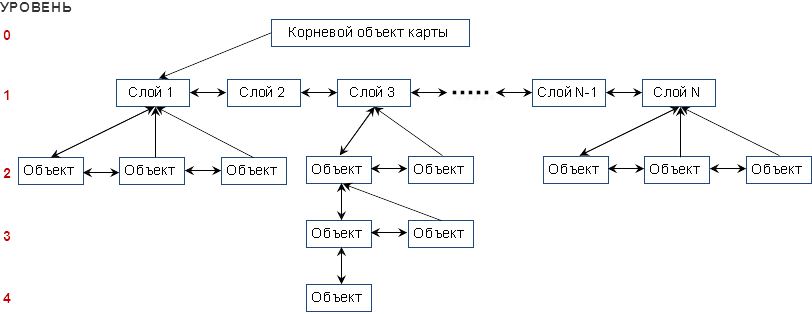 УРОВЕНЬ
0
Корневой объект карты
1
Слой 1
Слой 2
Слой 3
.....
Слой N-1
Слой N
2
Объект
Объект
Объект
Объект
Объект
Объект
Объект
Объект
3
Объект
Объект
4
Объект